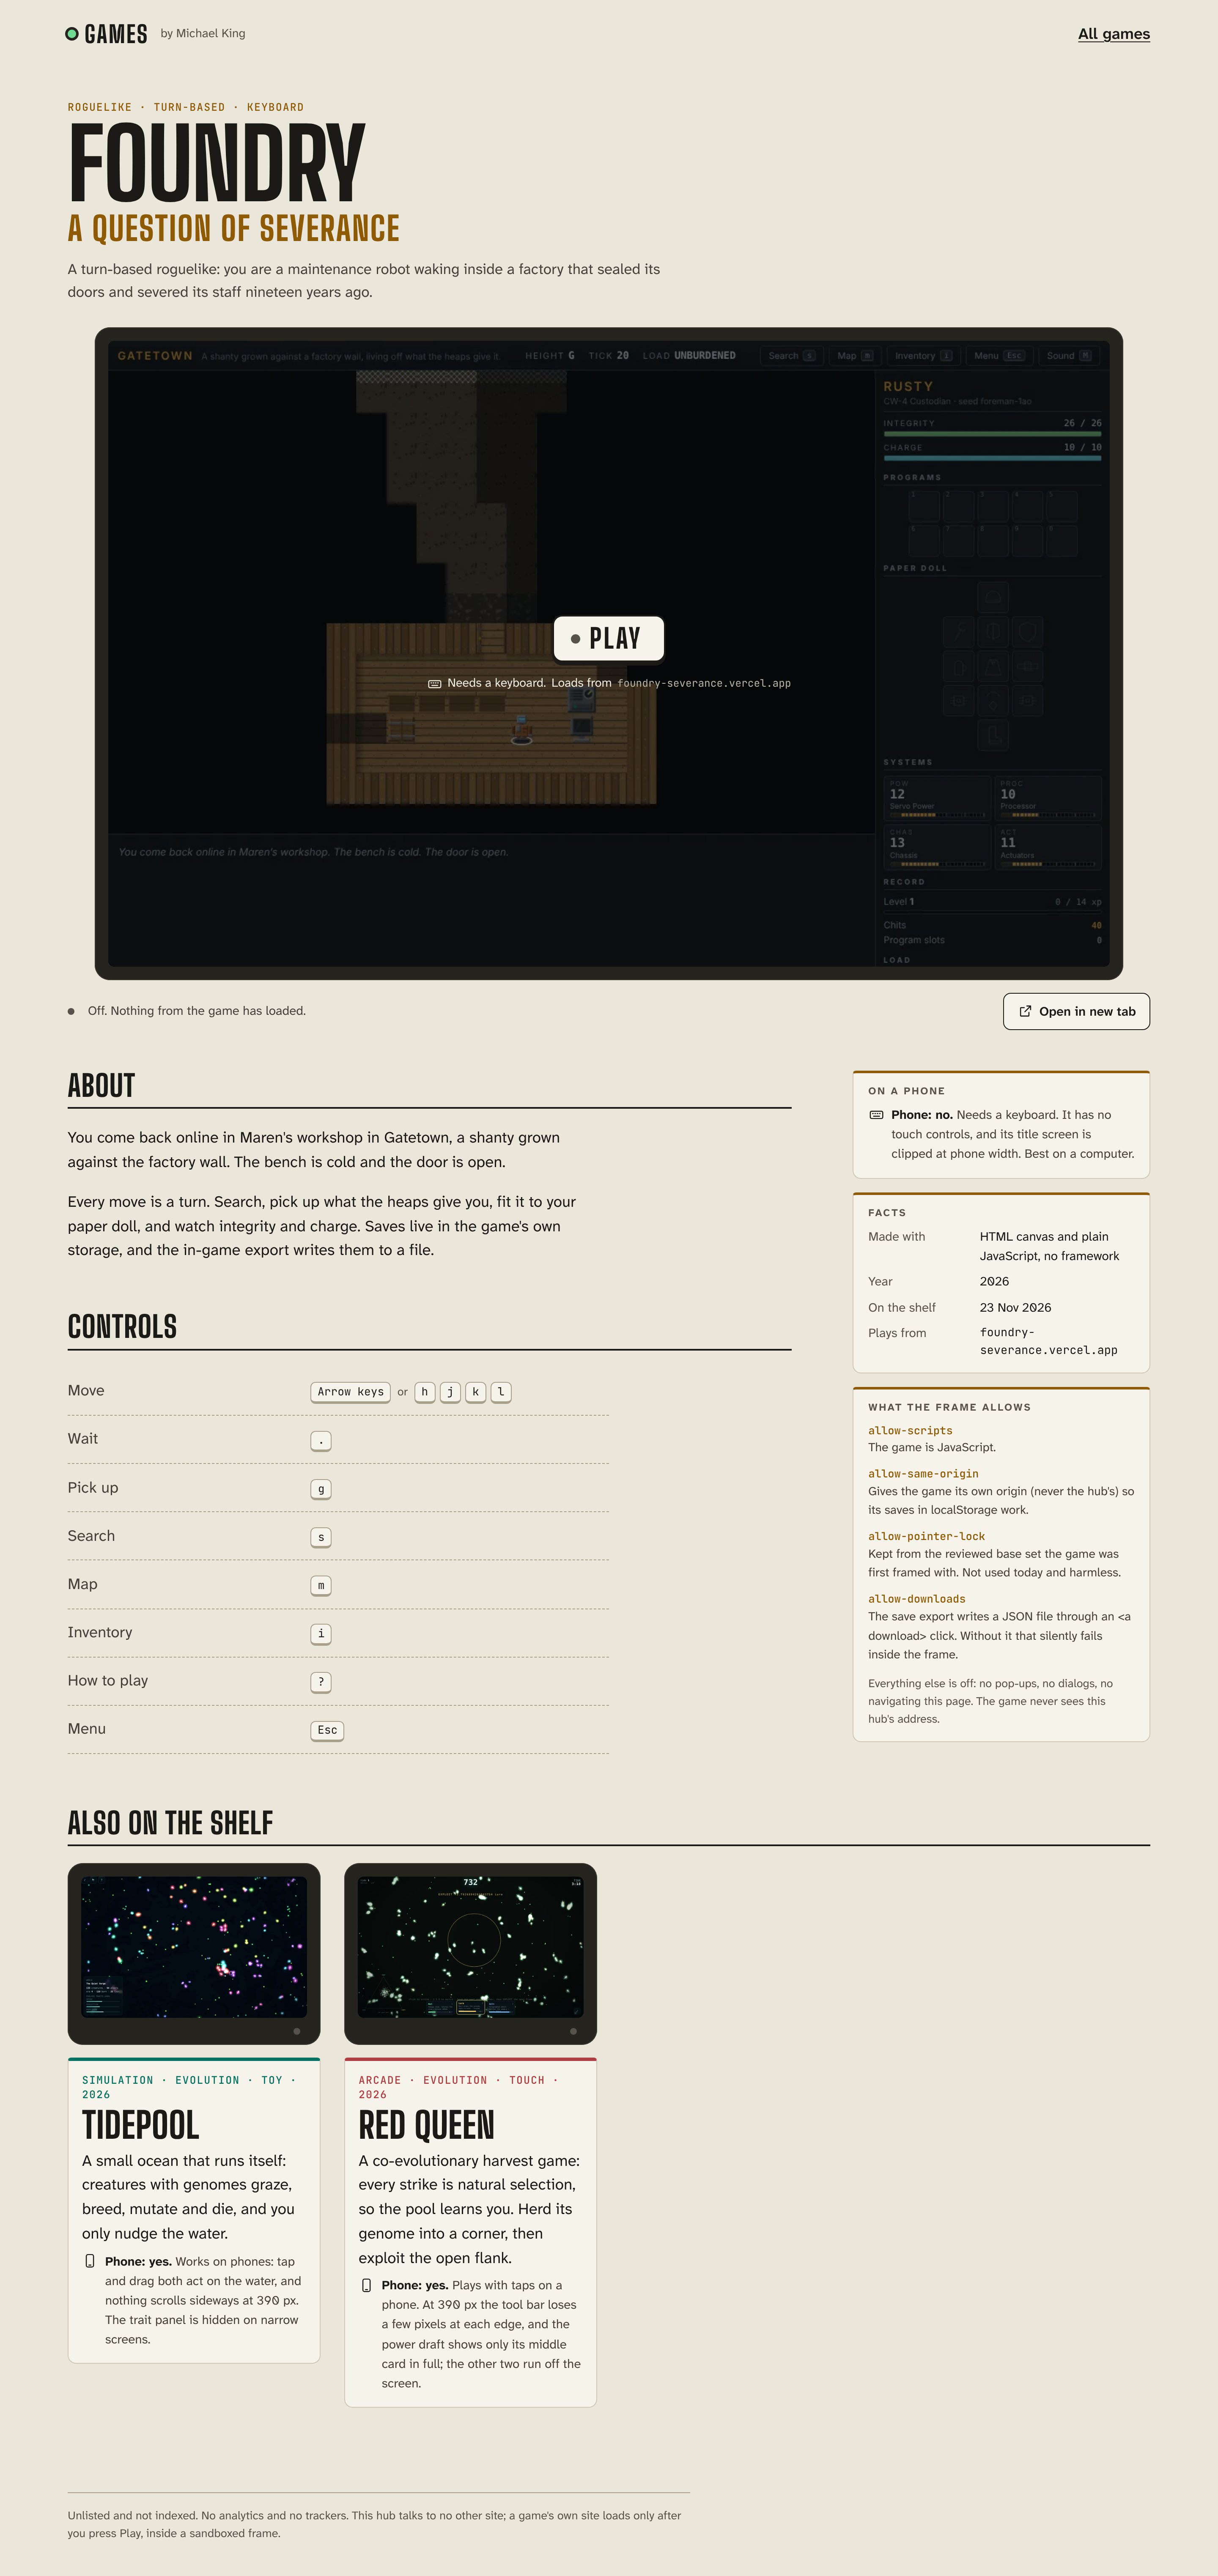 GAMES by Michael King
All games
ROGUELIKE · TURN-BASED · KEYBOARD
FOUNDRY
A QUESTION OF SEVERANCE
A turn-based roguelike: you are a maintenance robot waking inside a factory that sealed its
doors and severed its staff nineteen years ago.
GATETOWN A shanty grown against a factory wall, living off what the heaps give it. HEIGHT G TICK 20 LOAD UNBURDENED Search s Map m Inventory i Menu Esc Sound M
RUSTY
CW-4 Custodian · seed foreman-1ao
INTEGRITY 26 / 26
CHARGE 10 / 10
PROGRAMS
1 2 3 4 5
6 7 8 9
PAPER DOLL
PLAY
Needs a keyboard. Loads from foundry-severance.vercel.app
SYSTEMS
POW PROC
12 10
Servo Power Processor
CHAS ACT
13 11
Chassis Actuators
You come back online in Maren's workshop. The bench is cold. The door is open.
RECORD
Level 1 0 / 14 xp
Chits 40
Program slots 0
LOAD
Off. Nothing from the game has loaded.
Open in new tab
ABOUT
You come back online in Maren's workshop in Gatetown, a shanty grown
against the factory wall. The bench is cold and the door is open.
Every move is a turn. Search, pick up what the heaps give you, fit it to your
paper doll, and watch integrity and charge. Saves live in the game's own
storage, and the in-game export writes them to a file.
CONTROLS
Move Arrow keys or h j k l
Wait .
Pick up g
Search s
Map m
Inventory i
How to play ?
Menu Esc
ON A PHONE
Phone: no. Needs a keyboard. It has no
touch controls, and its title screen is
clipped at phone width. Best on a computer.
FACTS
Made with HTML canvas and plain
JavaScript, no framework
Year 2026
On the shelf 23 Nov 2026
Plays from foundry-
severance.vercel.app
WHAT THE FRAME ALLOWS
allow-scripts
The game is JavaScript.
allow-same-origin
Gives the game its own origin (never the hub's) so
its saves in localStorage work.
allow-pointer-lock
Kept from the reviewed base set the game was
first framed with. Not used today and harmless.
allow-downloads
The save export writes a JSON file through an <a
download> click. Without it that silently fails
inside the frame.
Everything else is off: no pop-ups, no dialogs, no
navigating this page. The game never sees this
hub's address.
ALSO ON THE SHELF
732
SIMULATION · EVOLUTION · TOY ·
2026
TIDEPOOL
A small ocean that runs itself:
creatures with genomes graze,
breed, mutate and die, and you
only nudge the water.
Phone: yes. Works on phones: tap
and drag both act on the water, and
nothing scrolls sideways at 390 px.
The trait panel is hidden on narrow
screens.
ARCADE · EVOLUTION · TOUCH ·
2026
RED QUEEN
A co-evolutionary harvest game:
every strike is natural selection,
so the pool learns you. Herd its
genome into a corner, then
exploit the open flank.
Phone: yes. Plays with taps on a
phone. At 390 px the tool bar loses
a few pixels at each edge, and the
power draft shows only its middle
card in full; the other two run off the
screen.
Unlisted and not indexed. No analytics and no trackers. This hub talks to no other site; a game's own site loads only after
you press Play, inside a sandboxed frame.